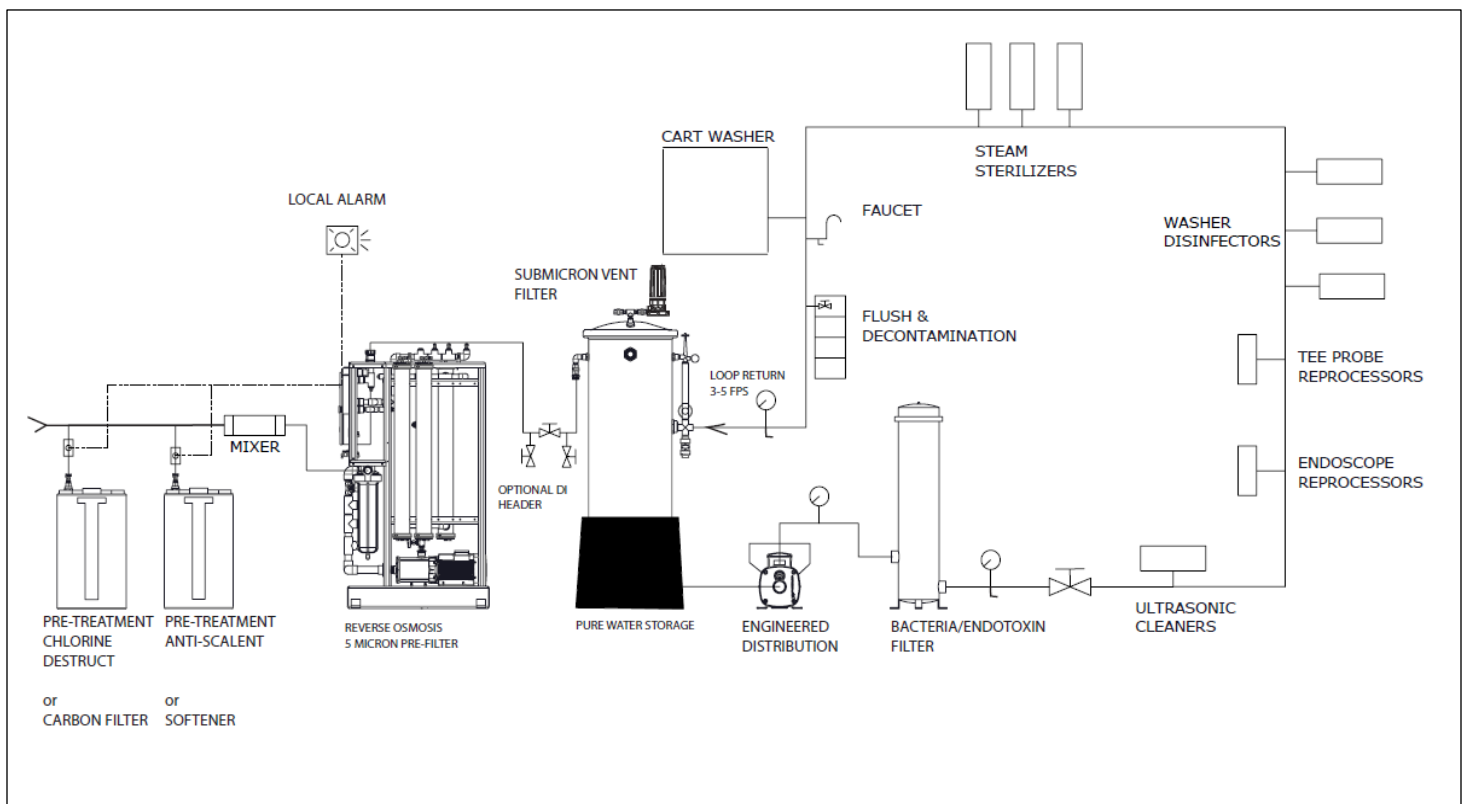 CART WASHER
STEAM
STERILIZERS
LOCAL ALARM
FAUCET
WASHER
DISINFECTORS
SUBMICRON VENT
FILTER
FLUSH &
DECONTAMINATION
TEE PROBE
REPROCESSORS
LOOP RETURN
3-5 FPS
MIXER
ENDOSCOPE
REPROCESSORS
OPTIONAL DI
HEADER
PRE-TREATMENT
CHLORINE
DESTRUCT
or
CARBON FILTER
PRE-TREATMENT
ANTI-SCALENT
or
SOFTENER
REVERSE OSMOSIS
5 MICRON PRE-FILTER
PURE WATER STORAGE
ENGINEERED
DISTRIBUTION
BACTERIA/ENDOTOXIN
FILTER
ULTRASONIC
CLEANERS